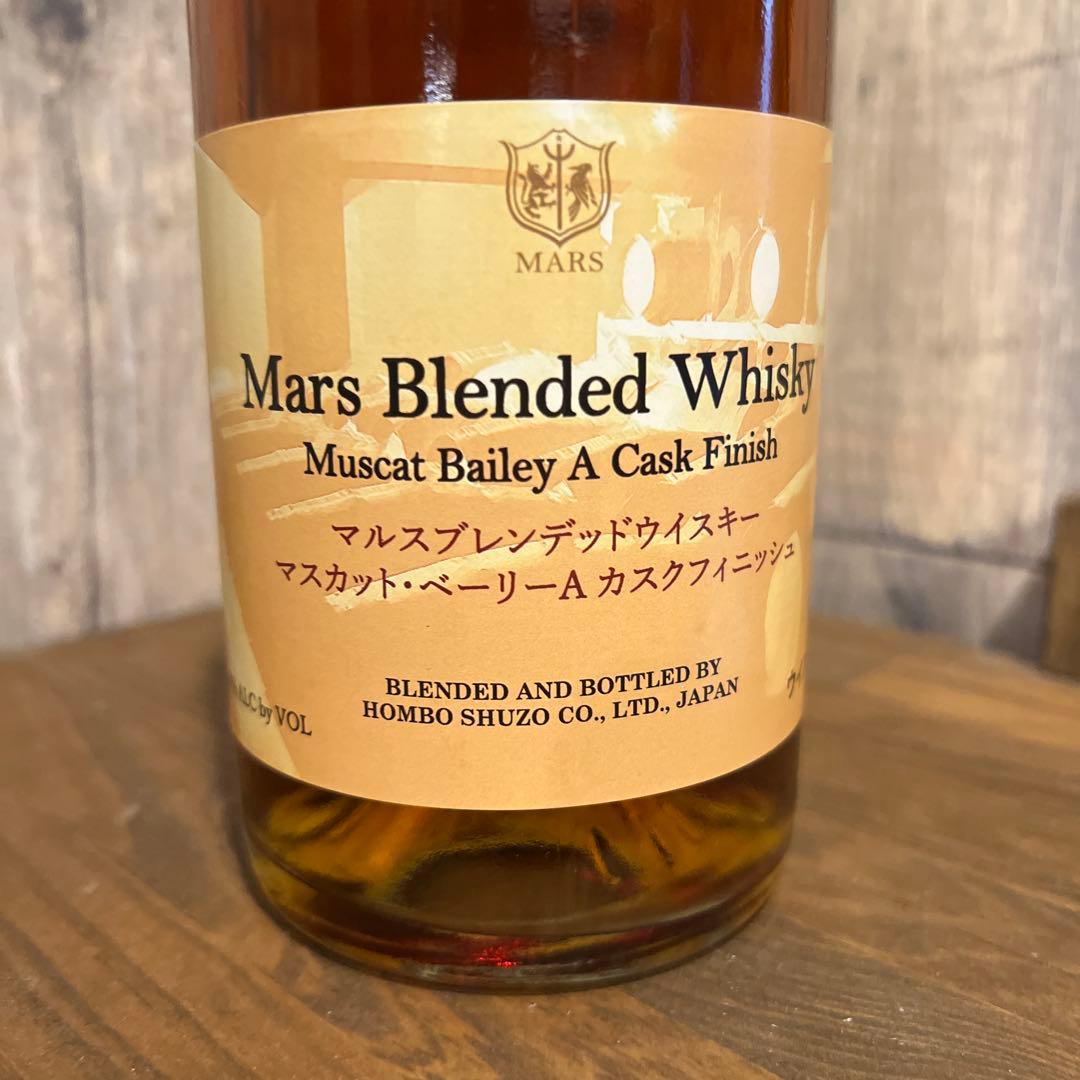 MARS
Mars Blended Whisky
Muscat Bailey A Cask Finish
マルスブレンデッドウイスキー
マスカット・ベーリーA カスクフィニッシュ
BLENDED AND BOTTLED BY
HOMBO SHUZO CO., LTD., JAPAN
ALC by VOL